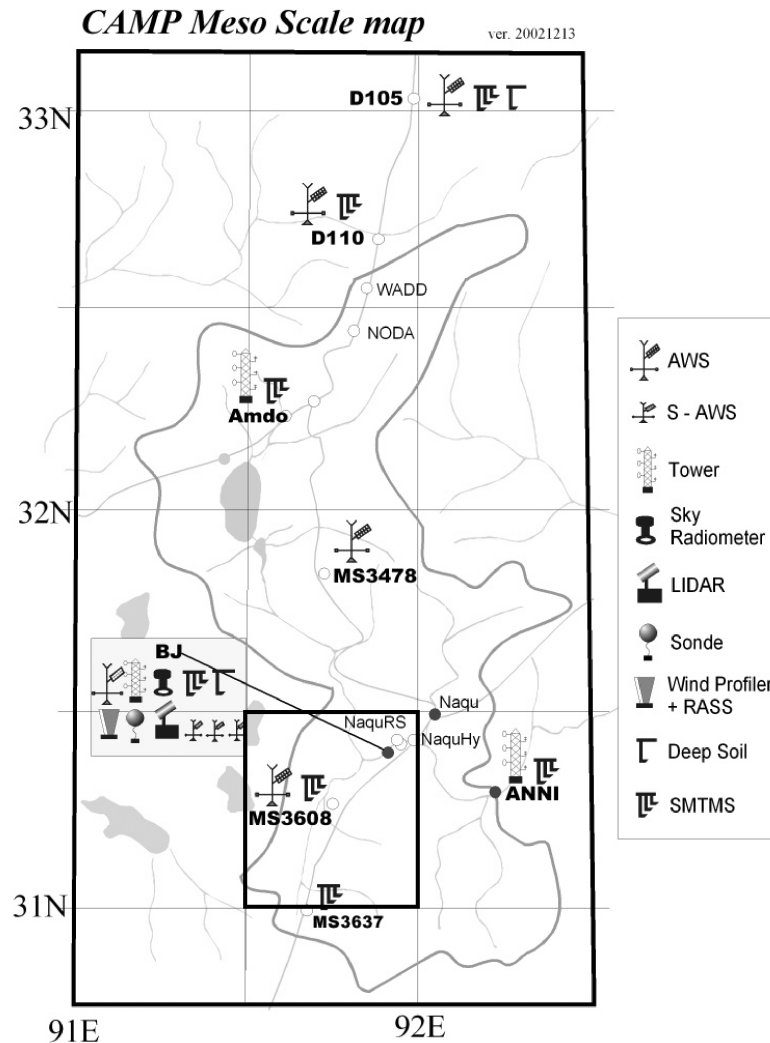 CAMP Meso Scale map
ver. 20021213
33N
D105
D110
WADD
NODA
Amdo
32N
MS3478
BJ
Naqu
NaquRS
NaquHy
ANNI
MS3608
31N
MS3637
91E
92E
AWS
S - AWS
Tower
Sky
Radiometer
LIDAR
Sonde
Wind Profiler
+ RASS
Deep Soil
SMTMS